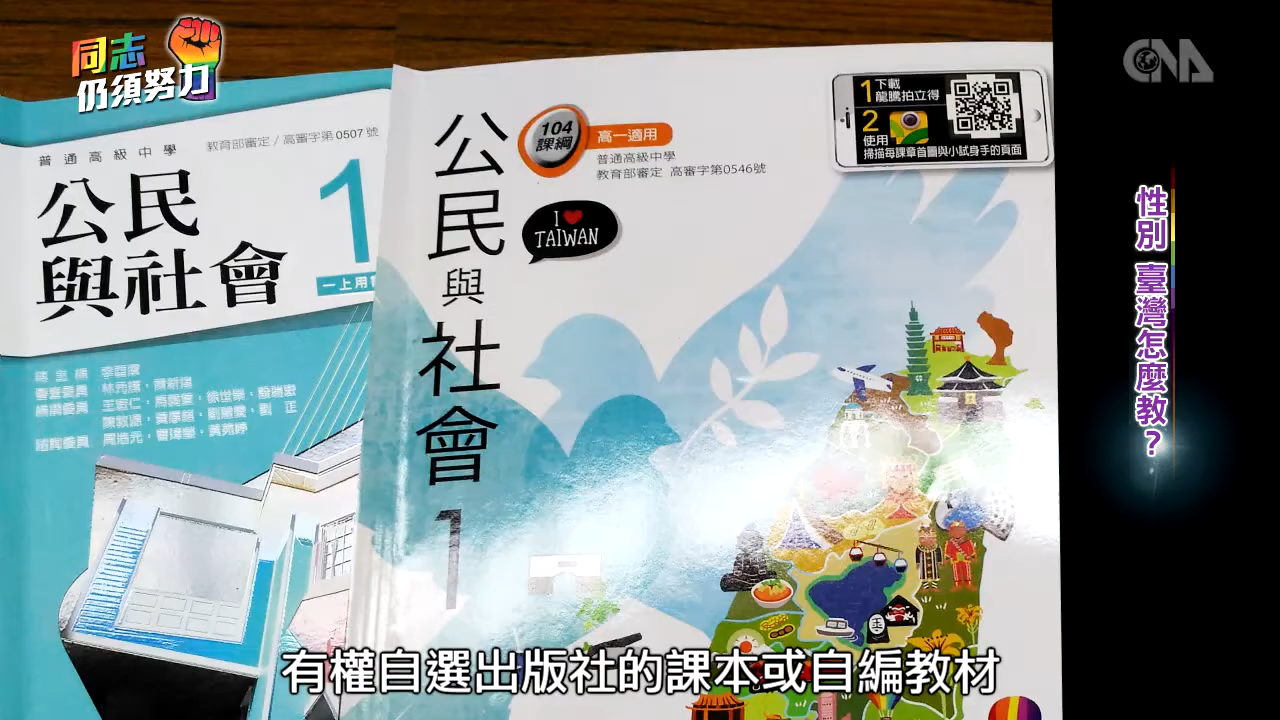 同志
仍須努力
CNA
性別 臺灣怎麼教?
普通高級中學
教育部審定/高審字第0507號
公民
與社會
1
一上用
公民與社會
1
104
課綱
高一適用
普通高級中學
教育部審定 高審字第0546號
I
TAIWAN
1 下載
龍騰拍立得
2 使用
掃描每課章首圖與小試身手的頁面
有權自選出版社的課本或自編教材